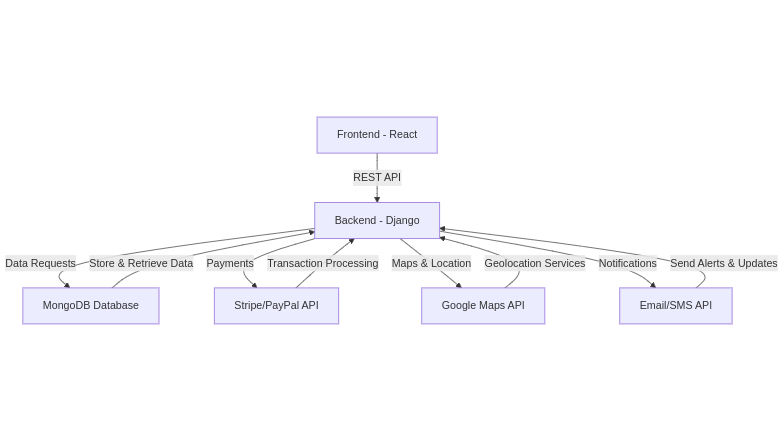 Frontend - React
REST API
Backend - Django
Data Requests
Store & Retrieve Data
Payments
Transaction Processing
Maps & Location
Geolocation Services
Notifications
Send Alerts & Updates
MongoDB Database
Stripe/PayPal API
Google Maps API
Email/SMS API